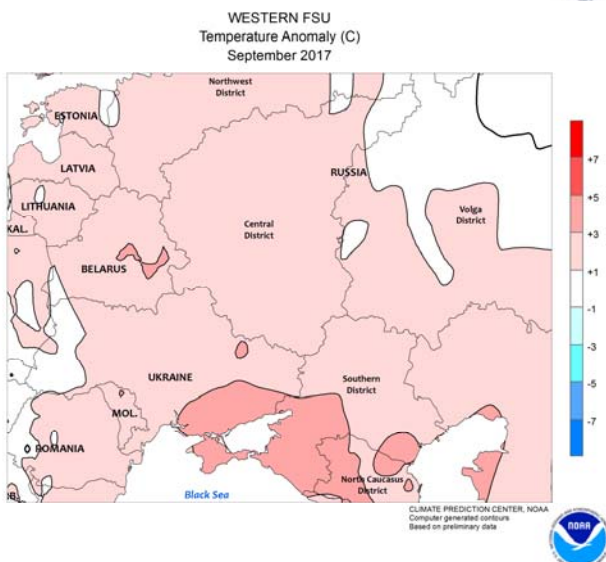 WESTERN FSU
Temperature Anomaly (C)
September 2017
Northwest
District
ESTONIA
LATVIA
RUSSIA
LITHUANIA
KAL.
Volga
District
Central
District
BELARUS
UKRAINE
Southern
District
MOL.
ROMANIA
North Caucasus
District
Black Sea
+7
+5
+3
+1
-1
-3
-5
-7
CLIMATE PREDICTION CENTER, NOAA
Computer generated contours
Based on preliminary data
NOAA